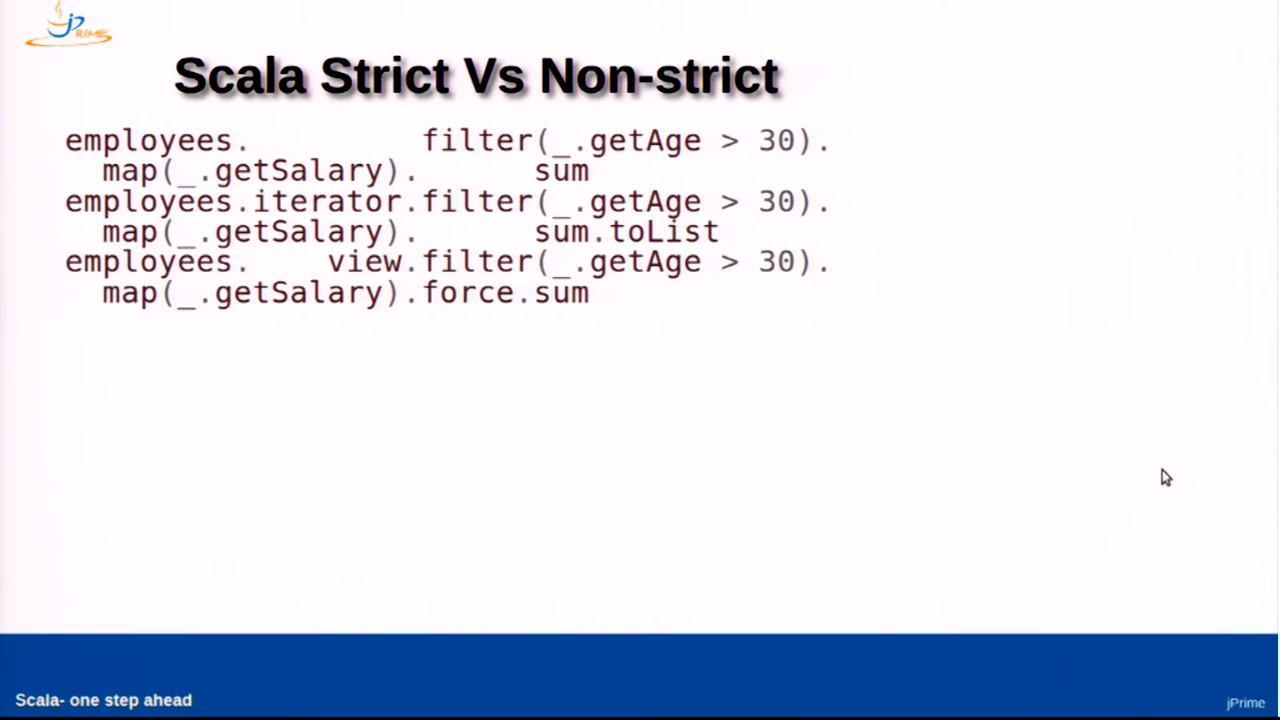 jPRIME
Scala Strict Vs Non-strict
employees.          filter(_.getAge > 30).
  map(_.getSalary).      sum
employees.iterator.filter(_.getAge > 30).
  map(_.getSalary).      sum.toList
employees.    view.filter(_.getAge > 30).
  map(_.getSalary).force.sum
Scala- one step ahead
jPrime